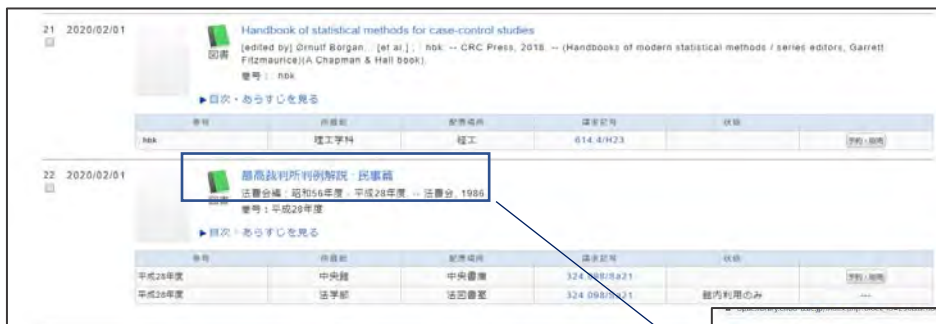 21 2020/02/01 Handbook of statistical methods for case-control studies
[edited by] Ørnulf Borgan, [et al.] ; : hbk. -- CRC Press, 2018. -- (Handbooks of modern statistical methods / series editors, Garrett
図書 Fitzmaurice)(A Chapman & Hall book).
巻号： : hbk
▶目次・あらすじを見る
巻号 所蔵館 配置場所 請求記号 状態
: hbk 理工学科 経工 614.4/H23 予約・取寄
22 2020/02/01 最高裁判所判例解説. 民事篇
法曹会編 : 昭和56年度 - 平成28年度. -- 法曹会, 1986.
図書
巻号：平成28年度
▶目次・あらすじを見る
巻号 所蔵館 配置場所 請求記号 状態
平成28年度 中央館 中央書庫 324.098/Sa21
平成28年度 法学部 法図書室 324.098/Sa21 館内利用のみ ---